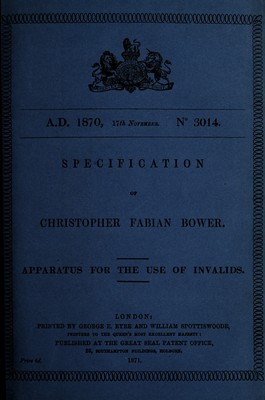 A.D. 1870, 17th November. No 3014.
SPECIFICATION
OF
CHRISTOPHER FABIAN BOWER.
APPARATUS FOR THE USE OF INVALIDS.
LONDON:
PRINTED BY GEORGE E. EYRE AND WILLIAM SPOTTISWOODE,
PRINTERS TO THE QUEEN'S MOST EXCELLENT MAJESTY:
PUBLISHED AT THE GREAT SEAL PATENT OFFICE,
25, SOUTHAMPTON BUILDINGS, HOLBORN.
Price
1871.